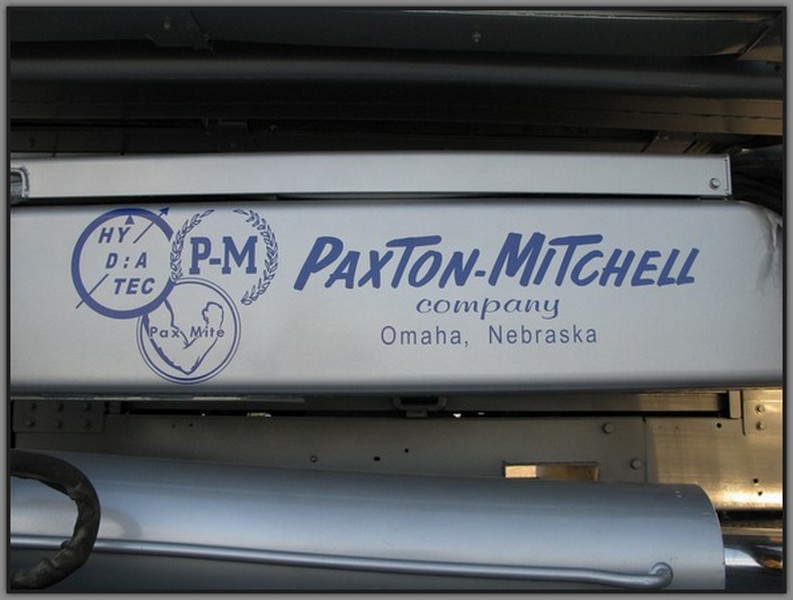 HY
D:A
TEC
P-M
Pax Mite
PAXTON-MITCHELL
company
Omaha, Nebraska